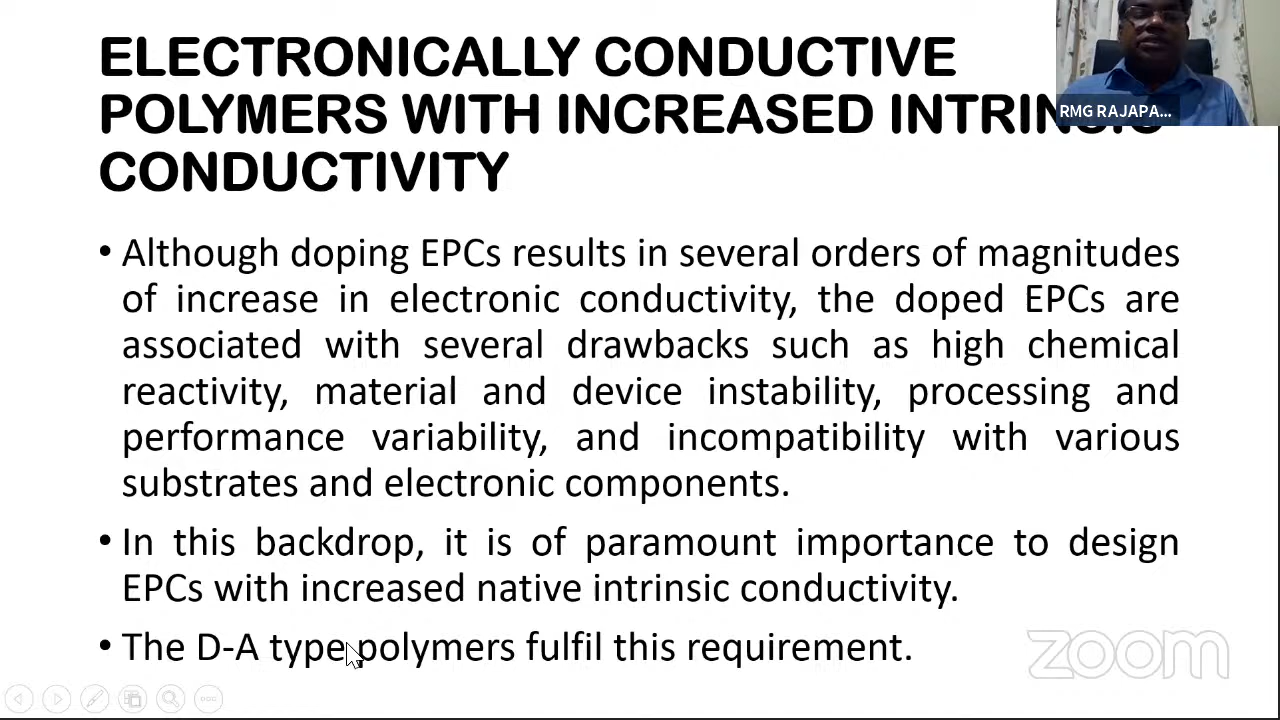 ELECTRONICALLY CONDUCTIVE
POLYMERS WITH INCREASED INTRINSIC
CONDUCTIVITY
RMG RAJAPA...
• Although doping EPCs results in several orders of magnitudes
of increase in electronic conductivity, the doped EPCs are
associated with several drawbacks such as high chemical
reactivity, material and device instability, processing and
performance variability, and incompatibility with various
substrates and electronic components.
• In this backdrop, it is of paramount importance to design
EPCs with increased native intrinsic conductivity.
• The D-A type polymers fulfil this requirement.
zoom